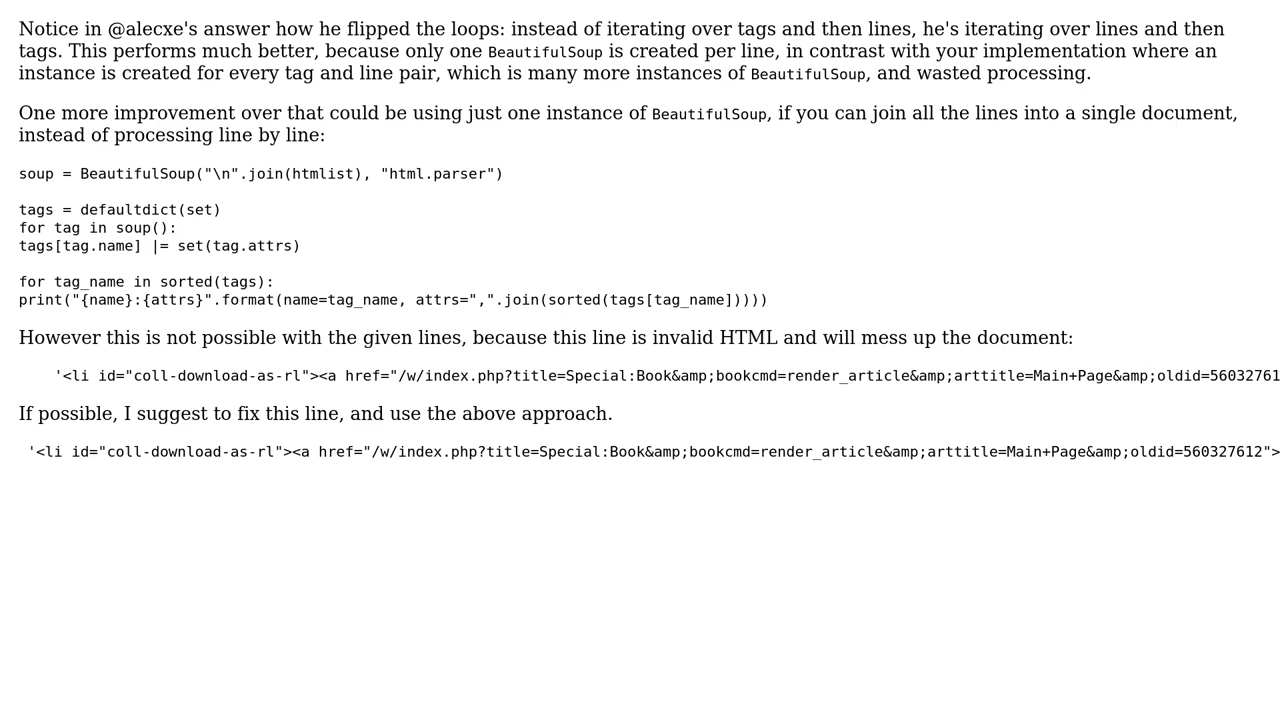 Notice in @alecxe's answer how he flipped the loops: instead of iterating over tags and then lines, he's iterating over lines and then
tags. This performs much better, because only one BeautifulSoup is created per line, in contrast with your implementation where an
instance is created for every tag and line pair, which is many more instances of BeautifulSoup, and wasted processing.
One more improvement over that could be using just one instance of BeautifulSoup, if you can join all the lines into a single document,
instead of processing line by line:
soup = BeautifulSoup("\n".join(htmlist), "html.parser")
tags = defaultdict(set)
for tag in soup():
tags[tag.name] |= set(tag.attrs)
for tag_name in sorted(tags):
print("{name}:{attrs}".format(name=tag_name, attrs=",".join(sorted(tags[tag_name]))))
However this is not possible with the given lines, because this line is invalid HTML and will mess up the document:
'<li id="coll-download-as-rl"><a href="/w/index.php?title=Special:Book&amp;bookcmd=render_article&amp;arttitle=Main+Page&amp;oldid=56032761
If possible, I suggest to fix this line, and use the above approach.
'<li id="coll-download-as-rl"><a href="/w/index.php?title=Special:Book&amp;bookcmd=render_article&amp;arttitle=Main+Page&amp;oldid=560327612">